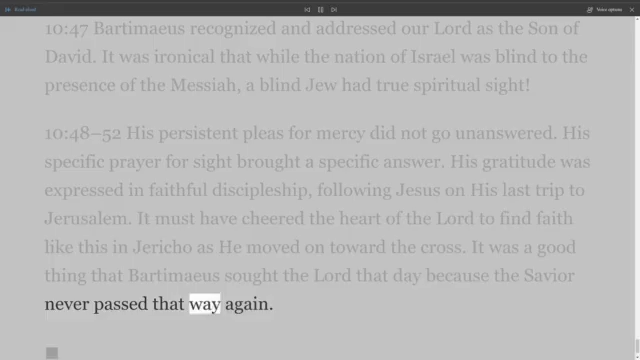 Read aloud
Voice options
10:47 Bartimaeus recognized and addressed our Lord as the Son of
David. It was ironical that while the nation of Israel was blind to the
presence of the Messiah, a blind Jew had true spiritual sight!
10:48–52 His persistent pleas for mercy did not go unanswered. His
specific prayer for sight brought a specific answer. His gratitude was
expressed in faithful discipleship, following Jesus on His last trip to
Jerusalem. It must have cheered the heart of the Lord to find faith
like this in Jericho as He moved on toward the cross. It was a good
thing that Bartimaeus sought the Lord that day because the Savior
never passed that way again.